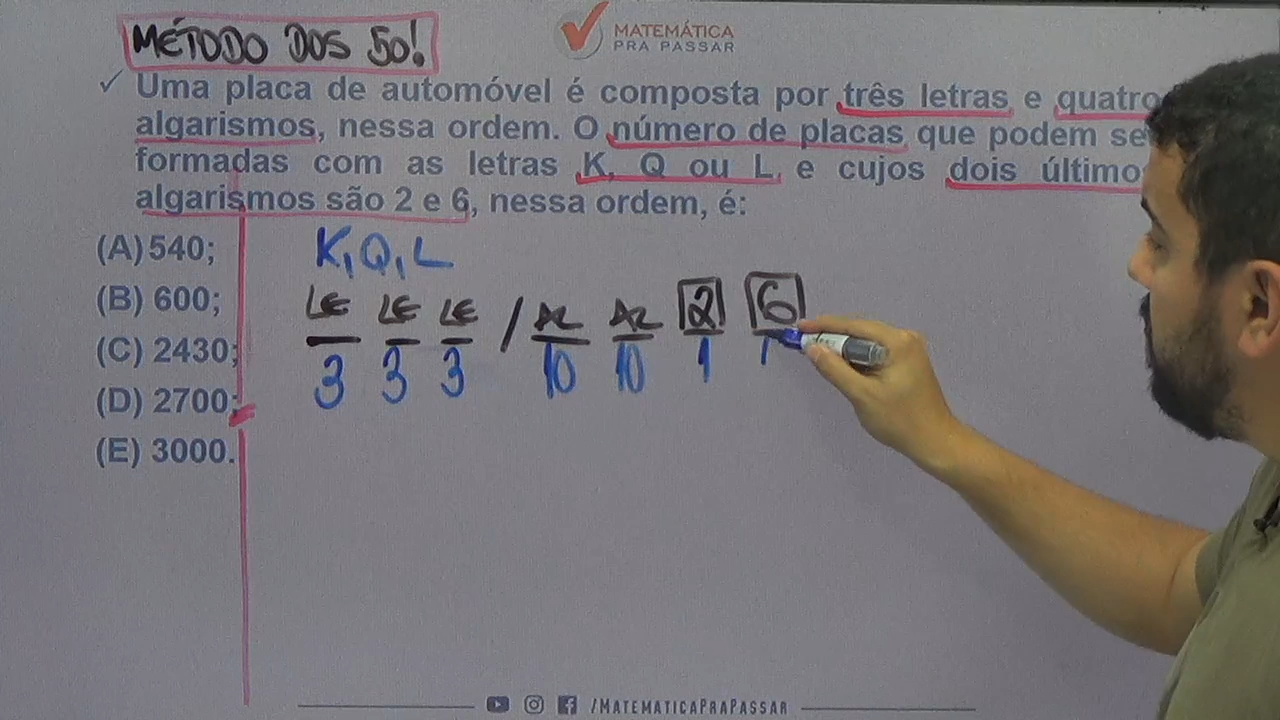 MÉTODO DOS 50!
MATEMÁTICA
PRA PASSAR
✓ Uma placa de automóvel é composta por três letras e quatro
algarismos, nessa ordem. O número de placas que podem se
formadas com as letras K, Q ou L e cujos dois último
algarismos são 2 e 6, nessa ordem, é:
(A) 540;
(B) 600;
(C) 2430;
(D) 2700;
(E) 3000.
K, Q, L
LE LE LE / AL AL 2 6
3 3 3 10 10 1 1
/MATEMATICAPRAPASSAR